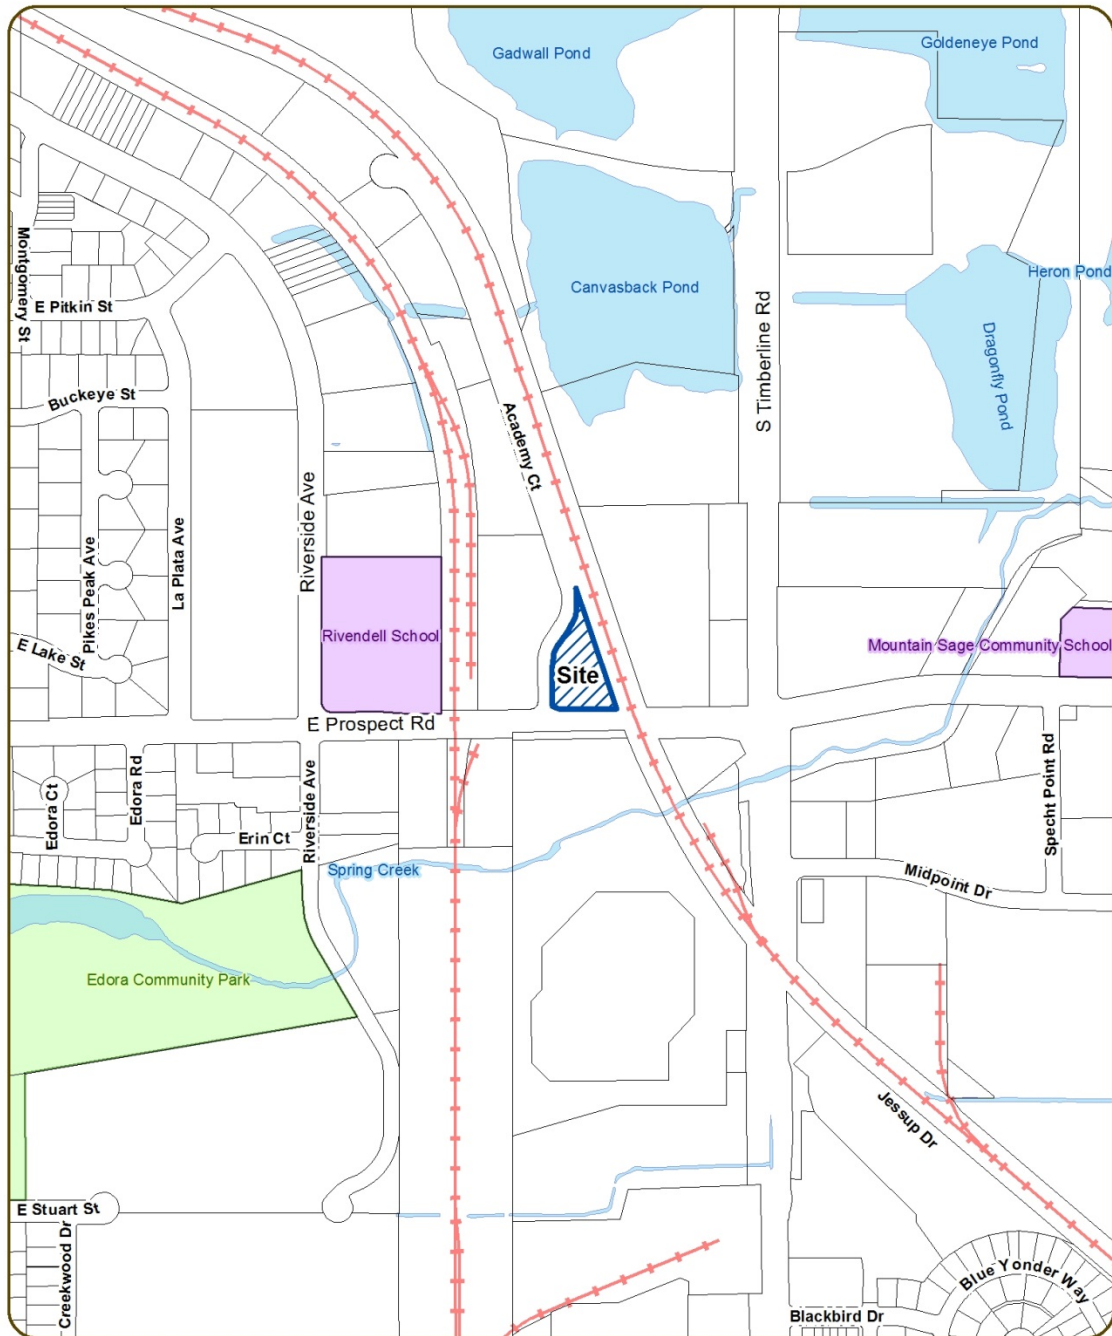 Gadwall Pond
Goldeneye Pond
Montgomery St
E Pitkin St
Canvasback Pond
S Timberline Rd
Heron Pond
Dragonfly Pond
Buckeye St
Academy Ct
Pikes Peak Ave
La Plata Ave
Riverside Ave
E Lake St
Rivendell School
Site
Mountain Sage Community School
E Prospect Rd
Edora Ct
Edora Rd
Erin Ct
Riverside Ave
Specht Point Rd
Spring Creek
Midpoint Dr
Edora Community Park
Jessup Dr
E Stuart St
Creekwood Dr
Blue Yonder Way
Blackbird Dr